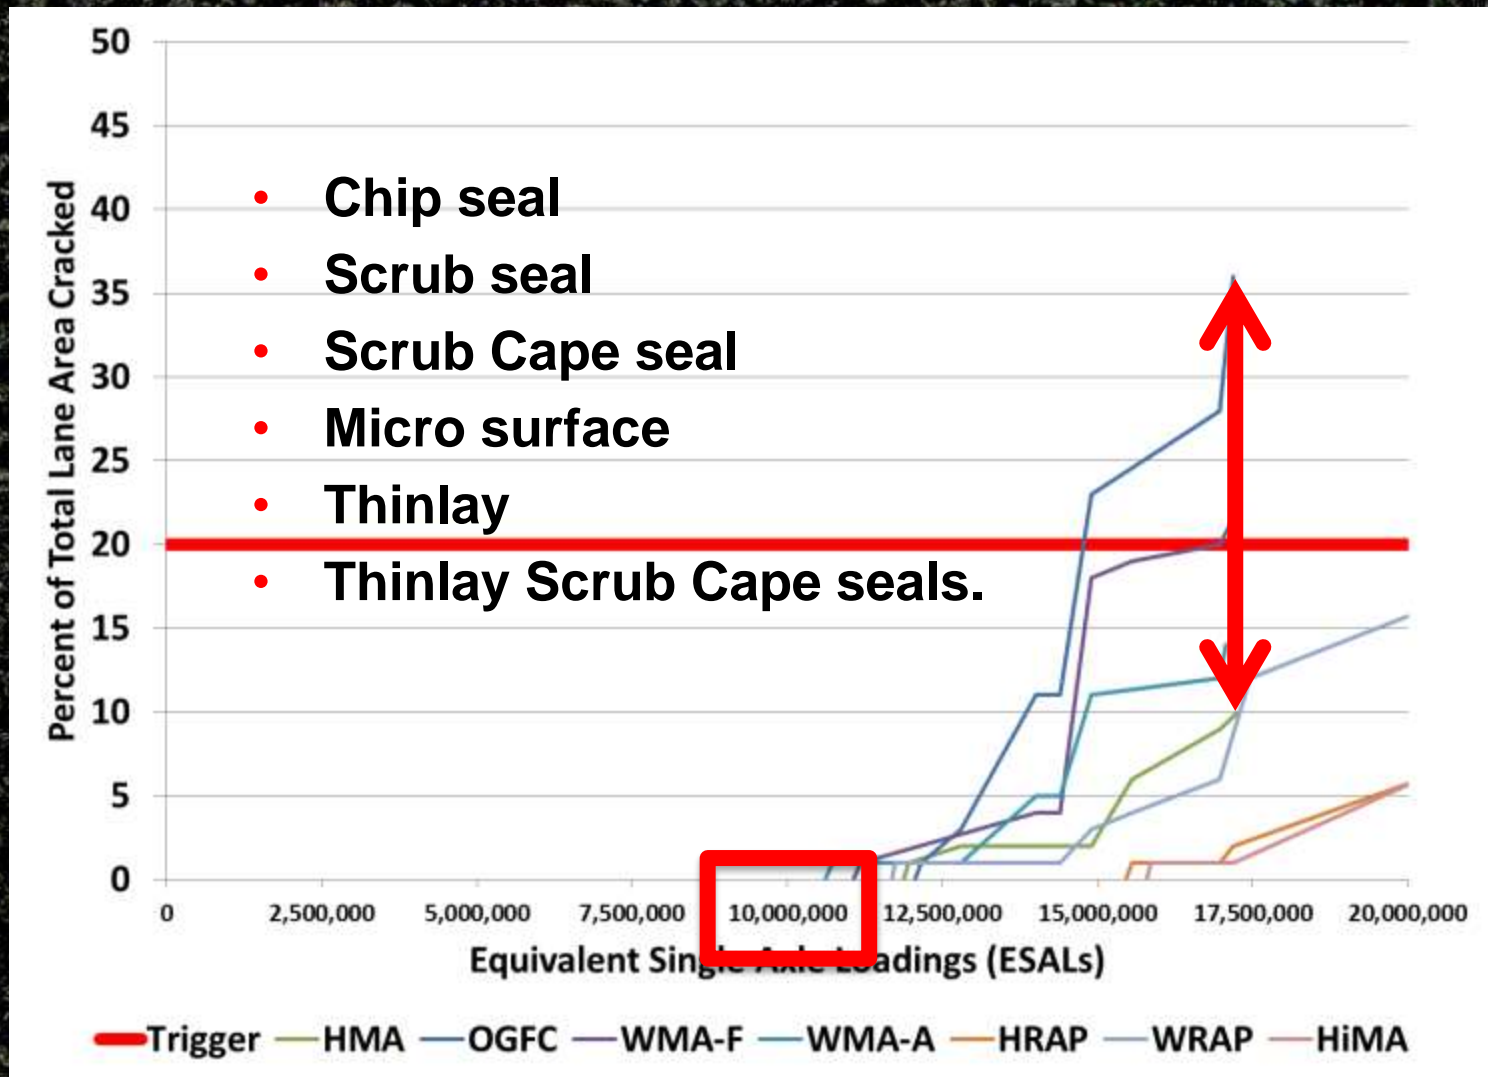 50
45
40
35
30
25
20
15
10
5
0
Percent of Total Lane Area Cracked
• Chip seal
• Scrub seal
• Scrub Cape seal
• Micro surface
• Thinlay
• Thinlay Scrub Cape seals.
0 2,500,000 5,000,000 7,500,000 10,000,000 12,500,000 15,000,000 17,500,000 20,000,000
Equivalent Single Axle Loadings (ESALs)
Trigger HMA OGFC WMA-F WMA-A HRAP WRAP HiMA